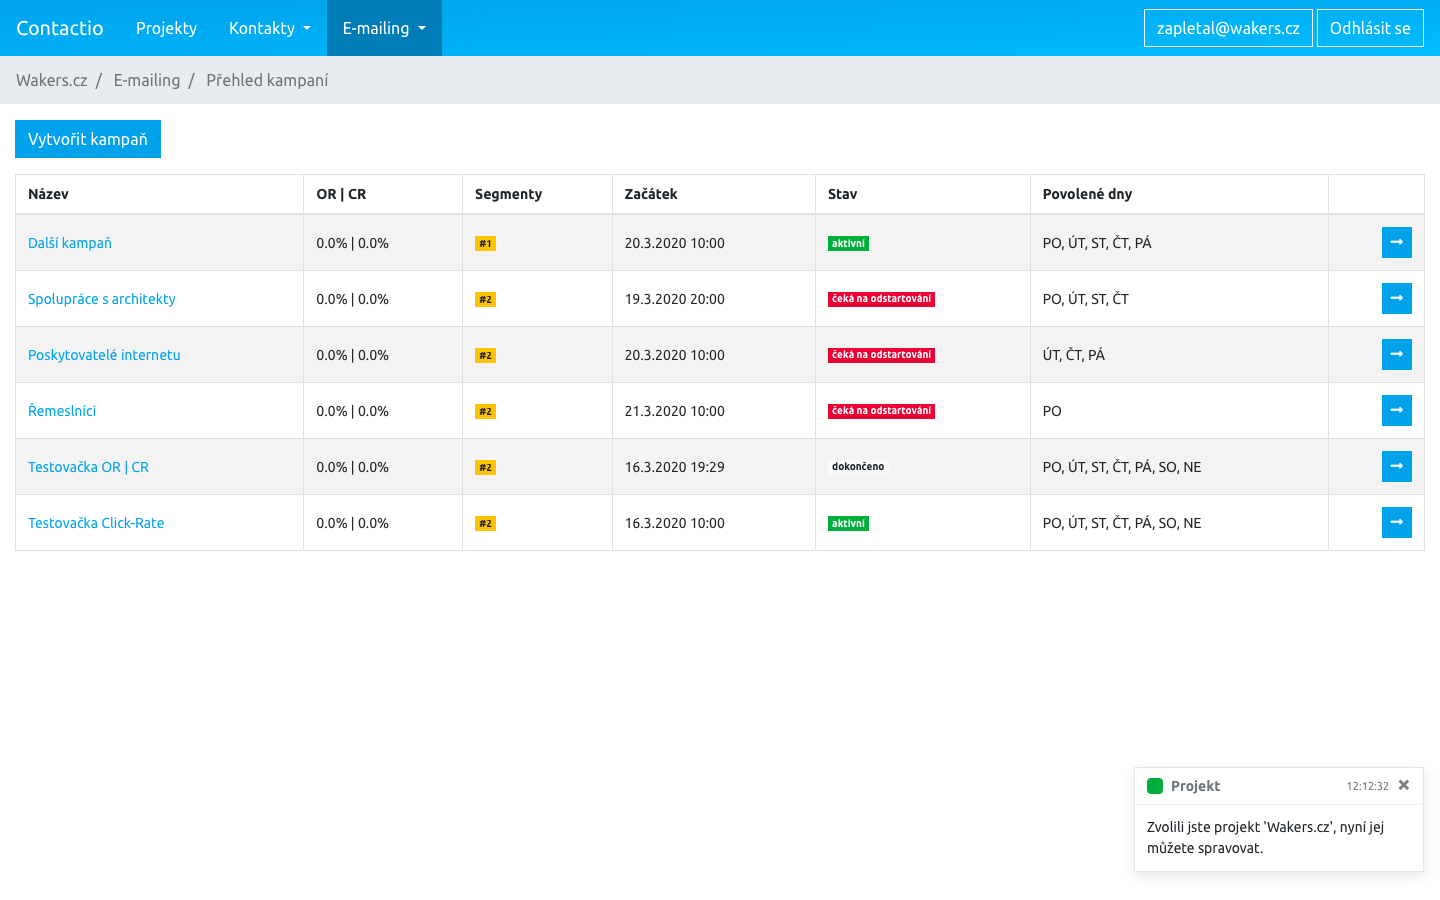 Contactio Projekty Kontakty E-mailing zapletal@wakers.cz Odhlásit se
Wakers.cz / E-mailing / Přehled kampaní
Vytvořit kampaň
Název OR | CR Segmenty Začátek Stav Povolené dny
Další kampaň 0.0% | 0.0% #1 20.3.2020 10:00 aktivní PO, ÚT, ST, ČT, PÁ
Spolupráce s architekty 0.0% | 0.0% #2 19.3.2020 20:00 čeká na odstartování PO, ÚT, ST, ČT
Poskytovatelé internetu 0.0% | 0.0% #2 20.3.2020 10:00 čeká na odstartování ÚT, ČT, PÁ
Řemeslníci 0.0% | 0.0% #2 21.3.2020 10:00 čeká na odstartování PO
Testovačka OR | CR 0.0% | 0.0% #2 16.3.2020 19:29 dokončeno PO, ÚT, ST, ČT, PÁ, SO, NE
Testovačka Click-Rate 0.0% | 0.0% #2 16.3.2020 10:00 aktivní PO, ÚT, ST, ČT, PÁ, SO, NE
Projekt 12:12:32
Zvolili jste projekt 'Wakers.cz', nyní jej
můžete spravovat.